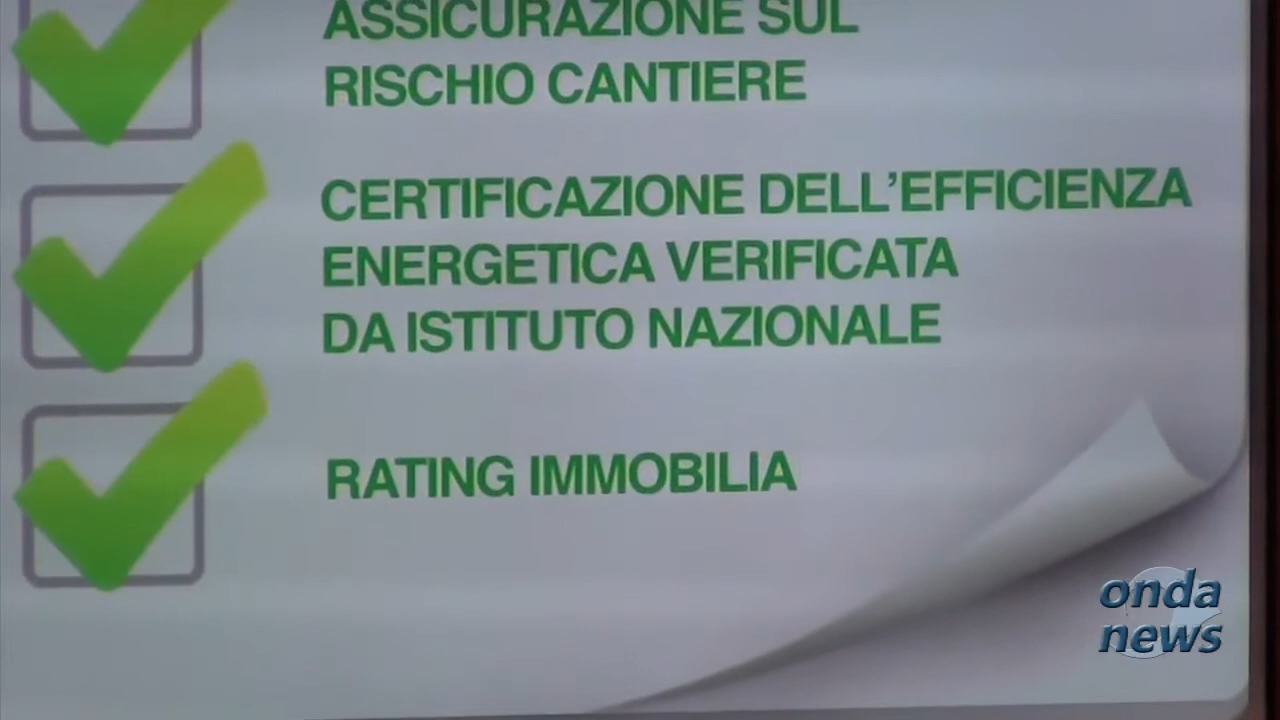 ASSICURAZIONE SUL
RISCHIO CANTIERE
CERTIFICAZIONE DELL'EFFICIENZA
ENERGETICA VERIFICATA
DA ISTITUTO NAZIONALE
RATING IMMOBILIA
onda
news